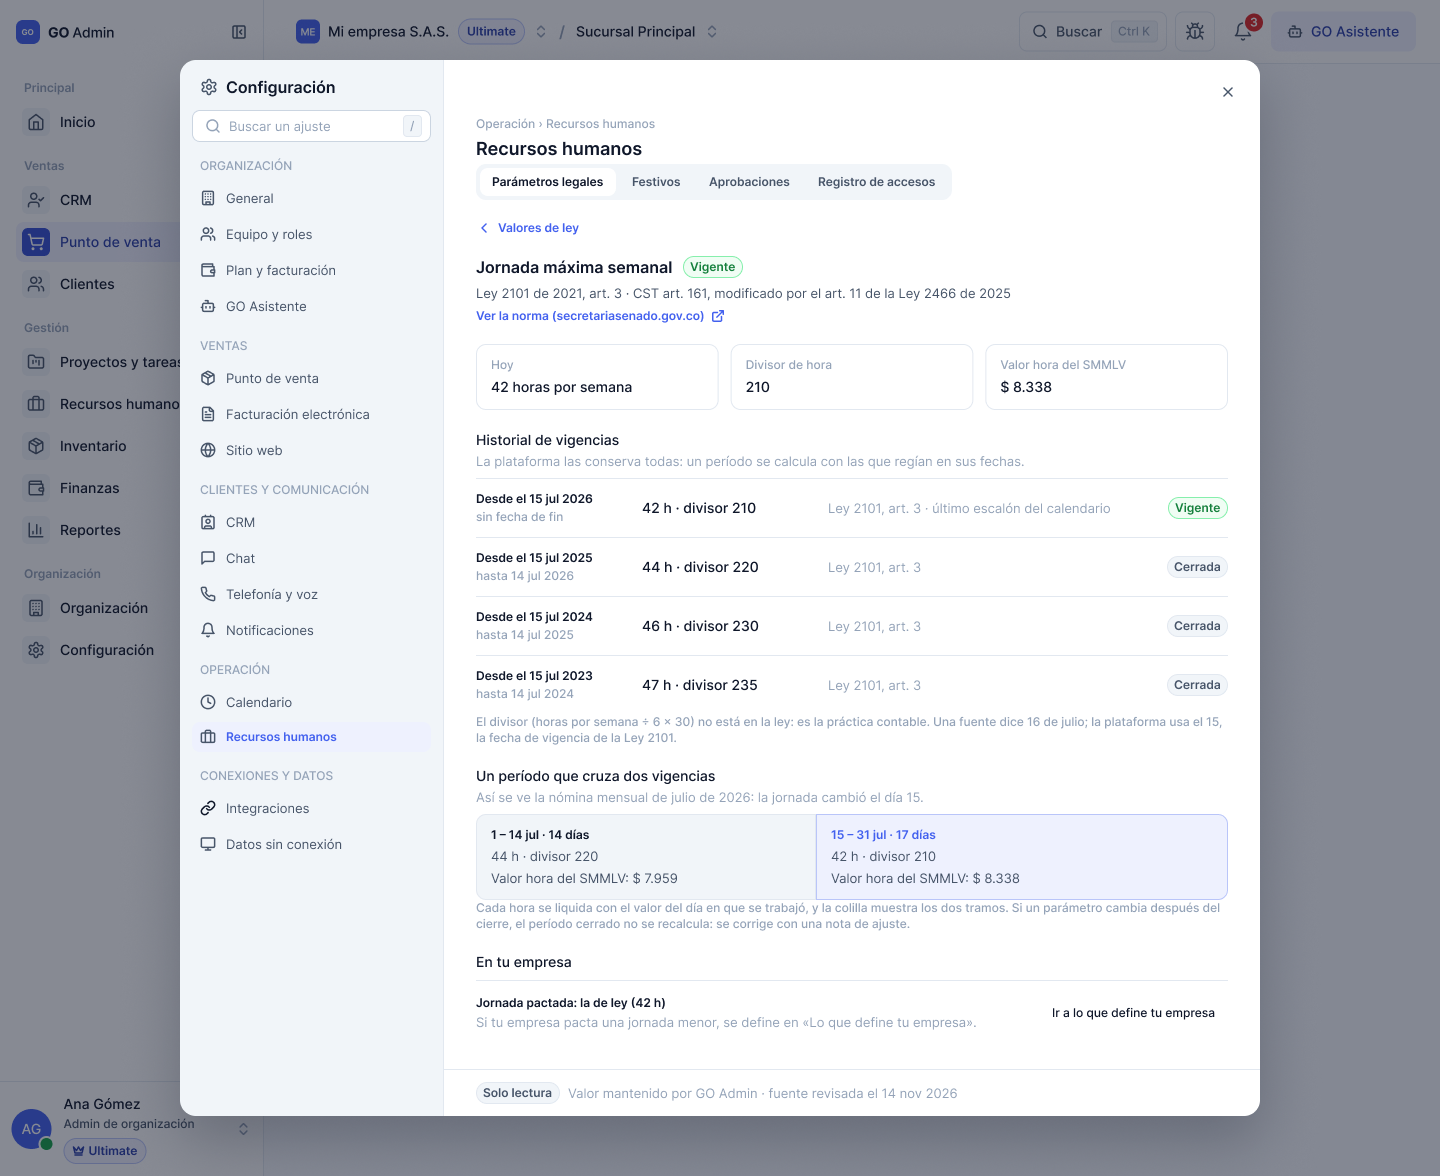 GO
GO Admin
ME
Mi empresa S.A.S.
Ultimate
/
Sucursal Principal
Buscar
Ctrl K
3
GO Asistente
Principal
Inicio
Ventas
CRM
Punto de venta
Clientes
Gestión
Proyectos y tareas
Recursos humano
Inventario
Finanzas
Reportes
Organización
Organización
Configuración
AG
Ana Gómez
Admin de organización
Ultimate
Configuración
Buscar un ajuste
/
ORGANIZACIÓN
General
Equipo y roles
Plan y facturación
GO Asistente
VENTAS
Punto de venta
Facturación electrónica
Sitio web
CLIENTES Y COMUNICACIÓN
CRM
Chat
Telefonía y voz
Notificaciones
OPERACIÓN
Calendario
Recursos humanos
CONEXIONES Y DATOS
Integraciones
Datos sin conexión
Operación › Recursos humanos
Recursos humanos
Parámetros legales
Festivos
Aprobaciones
Registro de accesos
Valores de ley
Jornada máxima semanal
Vigente
Ley 2101 de 2021, art. 3 · CST art. 161, modificado por el art. 11 de la Ley 2466 de 2025
Ver la norma (secretariasenado.gov.co)
Hoy
42 horas por semana
Divisor de hora
210
Valor hora del SMMLV
$ 8.338
Historial de vigencias
La plataforma las conserva todas: un período se calcula con las que regían en sus fechas.
Desde el 15 jul 2026
sin fecha de fin
42 h · divisor 210
Ley 2101, art. 3 · último escalón del calendario
Vigente
Desde el 15 jul 2025
hasta 14 jul 2026
44 h · divisor 220
Ley 2101, art. 3
Cerrada
Desde el 15 jul 2024
hasta 14 jul 2025
46 h · divisor 230
Ley 2101, art. 3
Cerrada
Desde el 15 jul 2023
hasta 14 jul 2024
47 h · divisor 235
Ley 2101, art. 3
Cerrada
El divisor (horas por semana ÷ 6 × 30) no está en la ley: es la práctica contable. Una fuente dice 16 de julio; la plataforma usa el 15,
la fecha de vigencia de la Ley 2101.
Un período que cruza dos vigencias
Así se ve la nómina mensual de julio de 2026: la jornada cambió el día 15.
1 – 14 jul · 14 días
44 h · divisor 220
Valor hora del SMMLV: $ 7.959
15 – 31 jul · 17 días
42 h · divisor 210
Valor hora del SMMLV: $ 8.338
Cada hora se liquida con el valor del día en que se trabajó, y la colilla muestra los dos tramos. Si un parámetro cambia después del
cierre, el período cerrado no se recalcula: se corrige con una nota de ajuste.
En tu empresa
Jornada pactada: la de ley (42 h)
Si tu empresa pacta una jornada menor, se define en «Lo que define tu empresa».
Ir a lo que define tu empresa
Solo lectura
Valor mantenido por GO Admin · fuente revisada el 14 nov 2026